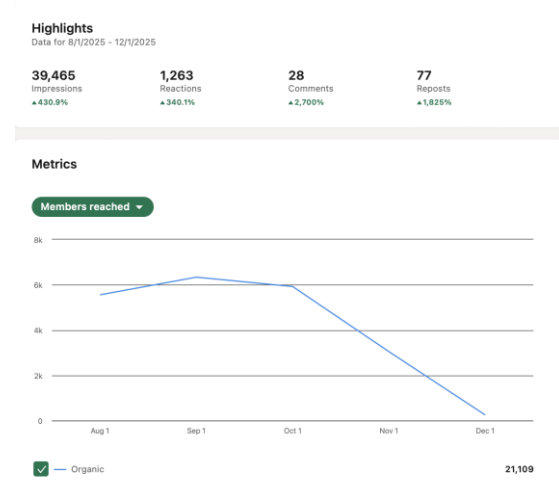 Highlights
Data for 8/1/2025 - 12/1/2025
39,465 1,263 28 77
Impressions Reactions Comments Reposts
▲430.9% ▲340.1% ▲2,700% ▲1,825%
Metrics
Members reached ▼
8k
6k
4k
2k
0
Aug 1 Sep 1 Oct 1 Nov 1 Dec 1
Organic 21,109